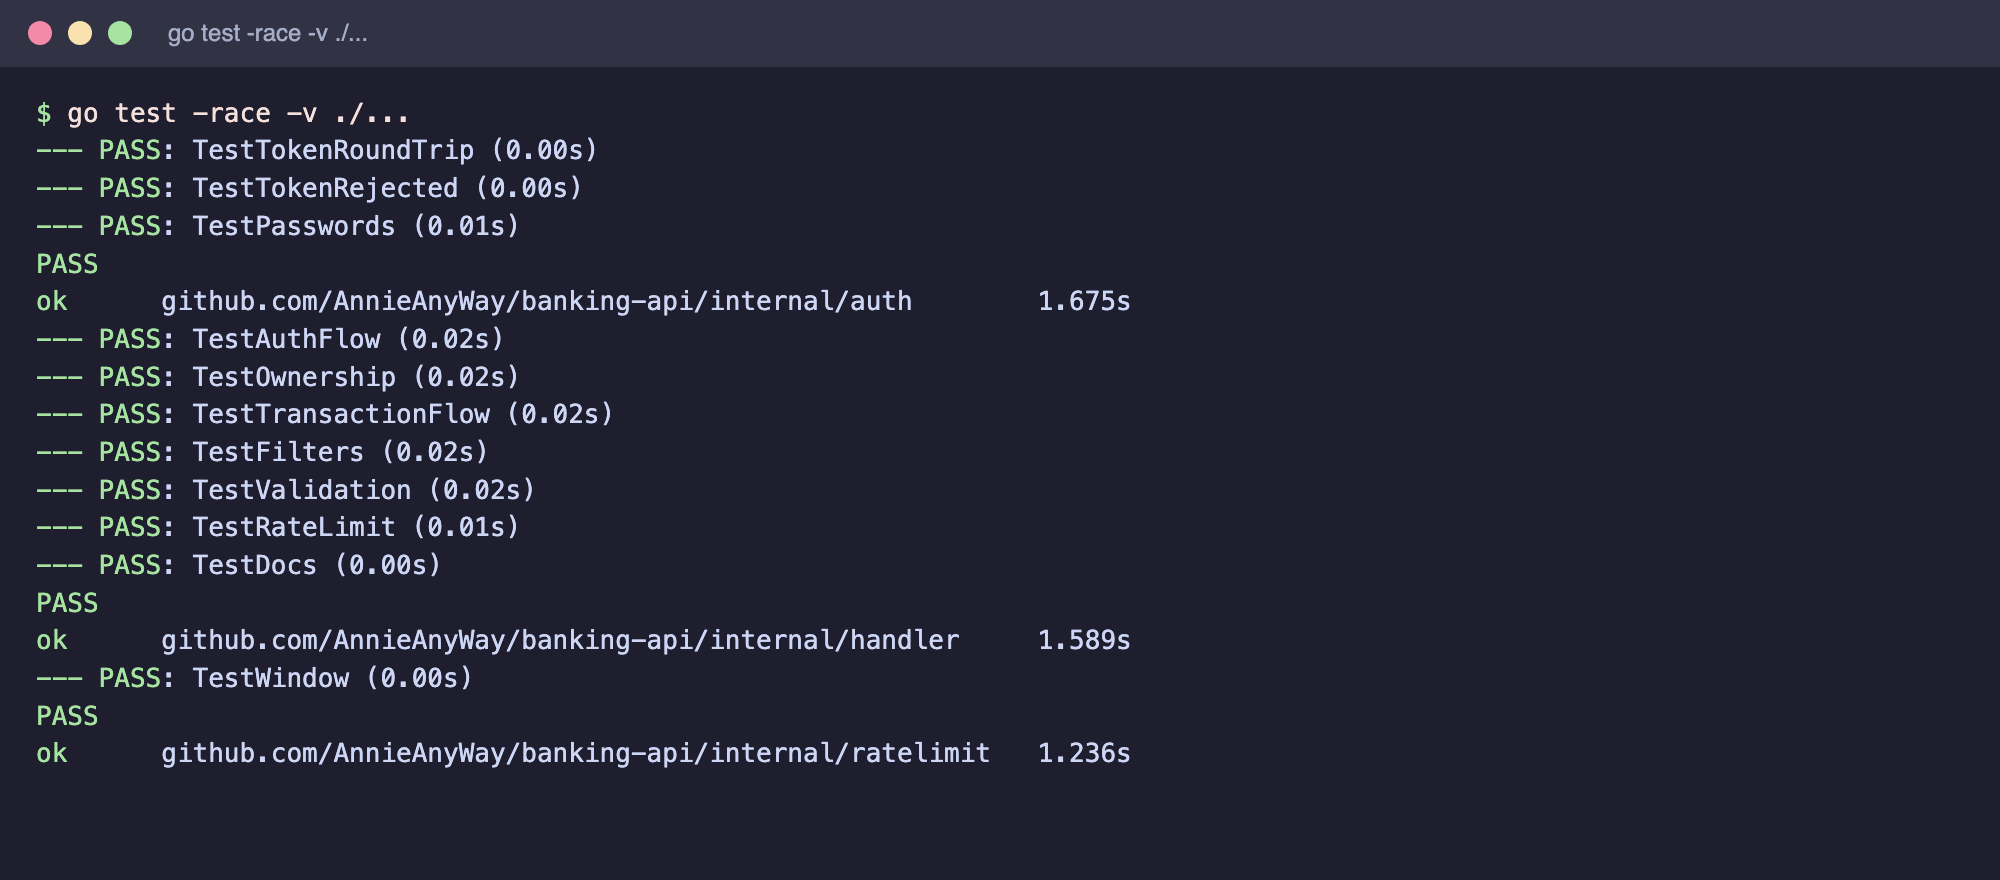 go test -race -v ./...
$ go test -race -v ./...
--- PASS: TestTokenRoundTrip (0.00s)
--- PASS: TestTokenRejected (0.00s)
--- PASS: TestPasswords (0.01s)
PASS
ok      github.com/AnnieAnyWay/banking-api/internal/auth        1.675s
--- PASS: TestAuthFlow (0.02s)
--- PASS: TestOwnership (0.02s)
--- PASS: TestTransactionFlow (0.02s)
--- PASS: TestFilters (0.02s)
--- PASS: TestValidation (0.02s)
--- PASS: TestRateLimit (0.01s)
--- PASS: TestDocs (0.00s)
PASS
ok      github.com/AnnieAnyWay/banking-api/internal/handler     1.589s
--- PASS: TestWindow (0.00s)
PASS
ok      github.com/AnnieAnyWay/banking-api/internal/ratelimit   1.236s